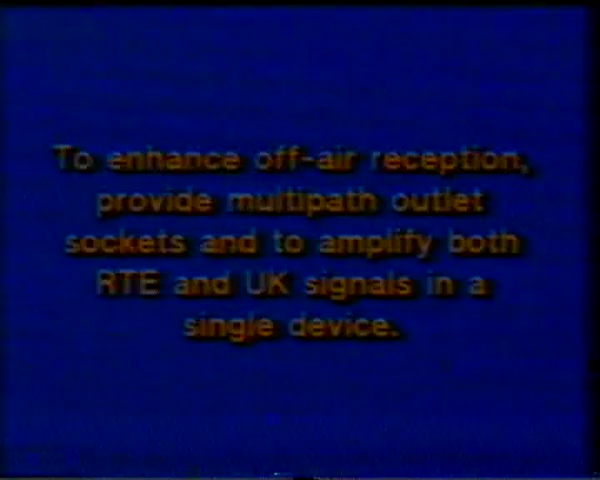 To enhance off-air reception,
provide multipath outlet
sockets and to amplify both
RTE and UK signals in a
single device.